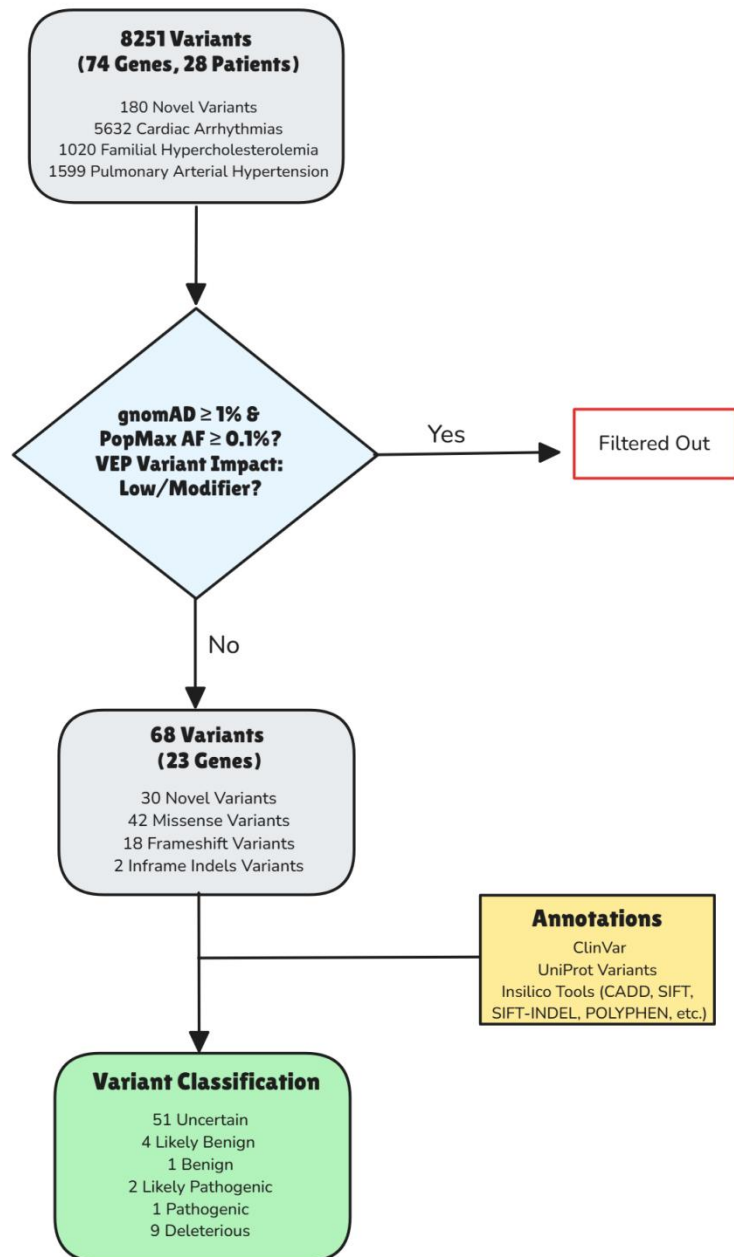 8251 Variants
(74 Genes, 28 Patients)
180 Novel Variants
5632 Cardiac Arrhythmias
1020 Familial Hypercholesterolemia
1599 Pulmonary Arterial Hypertension
gnomAD ≥ 1% &
PopMax AF ≥ 0.1%?
VEP Variant Impact:
Low/Modifier?
Yes
Filtered Out
No
68 Variants
(23 Genes)
30 Novel Variants
42 Missense Variants
18 Frameshift Variants
2 Inframe Indels Variants
Annotations
ClinVar
UniProt Variants
Insilico Tools (CADD, SIFT,
SIFT-INDEL, POLYPHEN, etc.)
Variant Classification
51 Uncertain
4 Likely Benign
1 Benign
2 Likely Pathogenic
1 Pathogenic
9 Deleterious